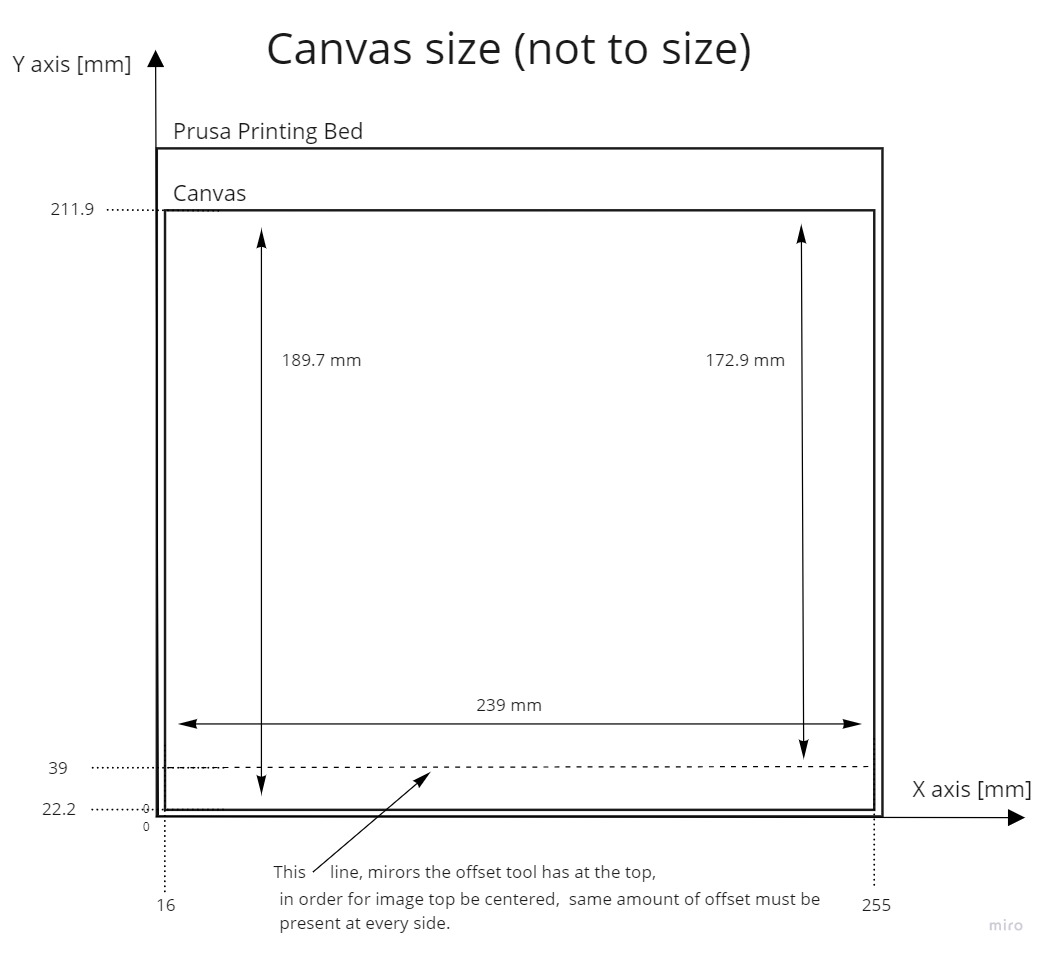 Canvas size (not to size)
Y axis [mm]
Prusa Printing Bed
Canvas
211.9
189.7 mm
172.9 mm
239 mm
39
X axis [mm]
22.2
0
0
This line, mirors the offset tool has at the top,
in order for image top be centered, same amount of offset must be
present at every side.
16
255
miro